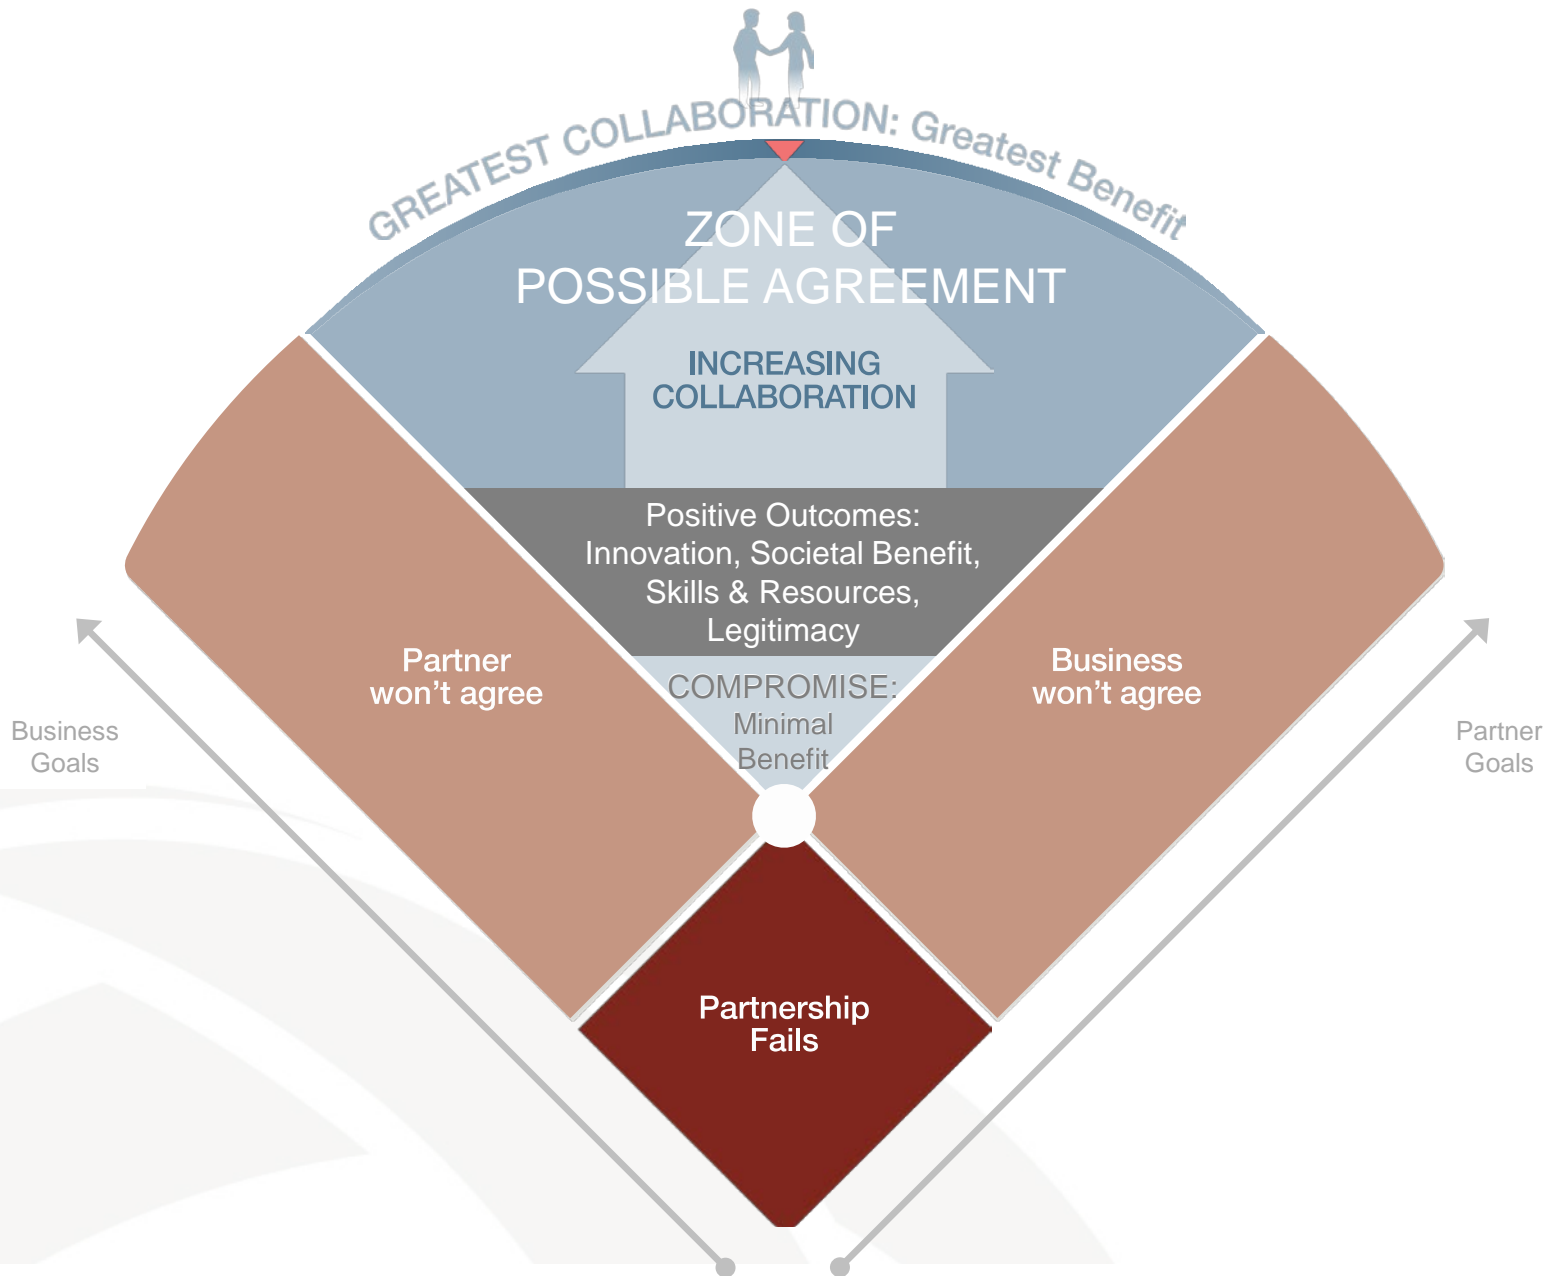 GREATEST COLLABORATION: Greatest Benefit
ZONE OF
POSSIBLE AGREEMENT
INCREASING
COLLABORATION
Positive Outcomes:
Innovation, Societal Benefit,
Skills & Resources,
Legitimacy
Partner
won’t agree
COMPROMISE:
Minimal
Benefit
Business
won’t agree
Business
Goals
Partner
Goals
Partnership
Fails